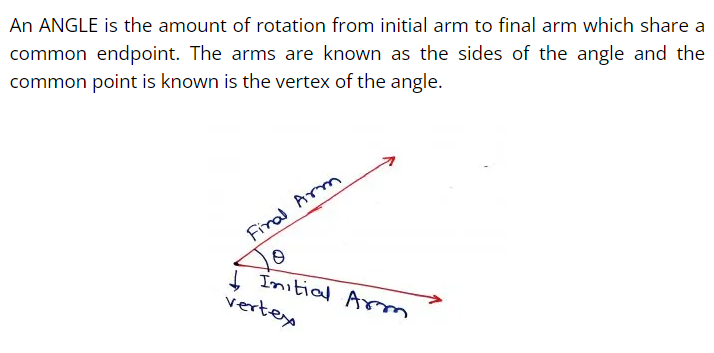 An ANGLE is the amount of rotation from initial arm to final arm which share a
common endpoint. The arms are known as the sides of the angle and the
common point is known is the vertex of the angle.
Final Arm
θ
Initial Arm
vertex